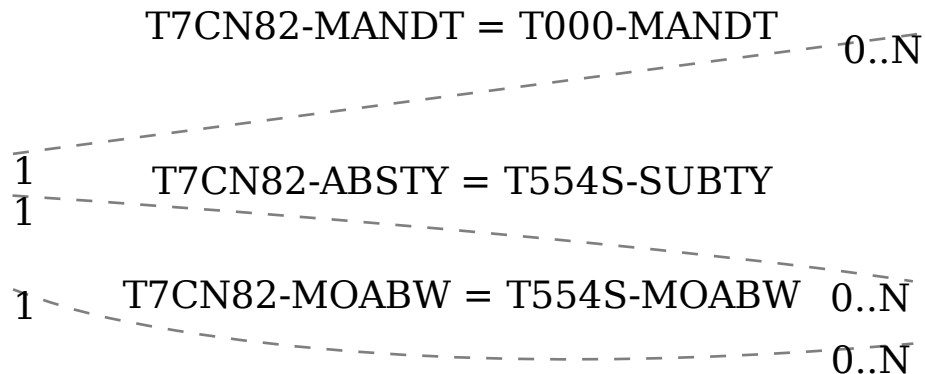 T7CN82-MANDT = T000-MANDT
0..N
1
T7CN82-ABSTY = T554S-SUBTY
1
T7CN82-MOABW = T554S-MOABW
0..N
1
0..N